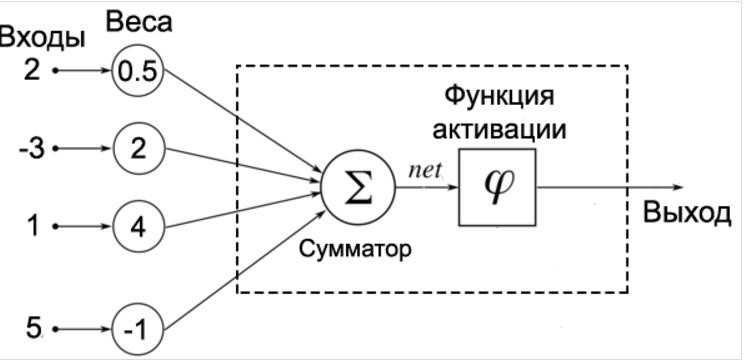 Веса
Входы
2 0.5
-3 2
1 4
5 -1
Σ
Сумматор
net
Функция
активации
φ
Выход